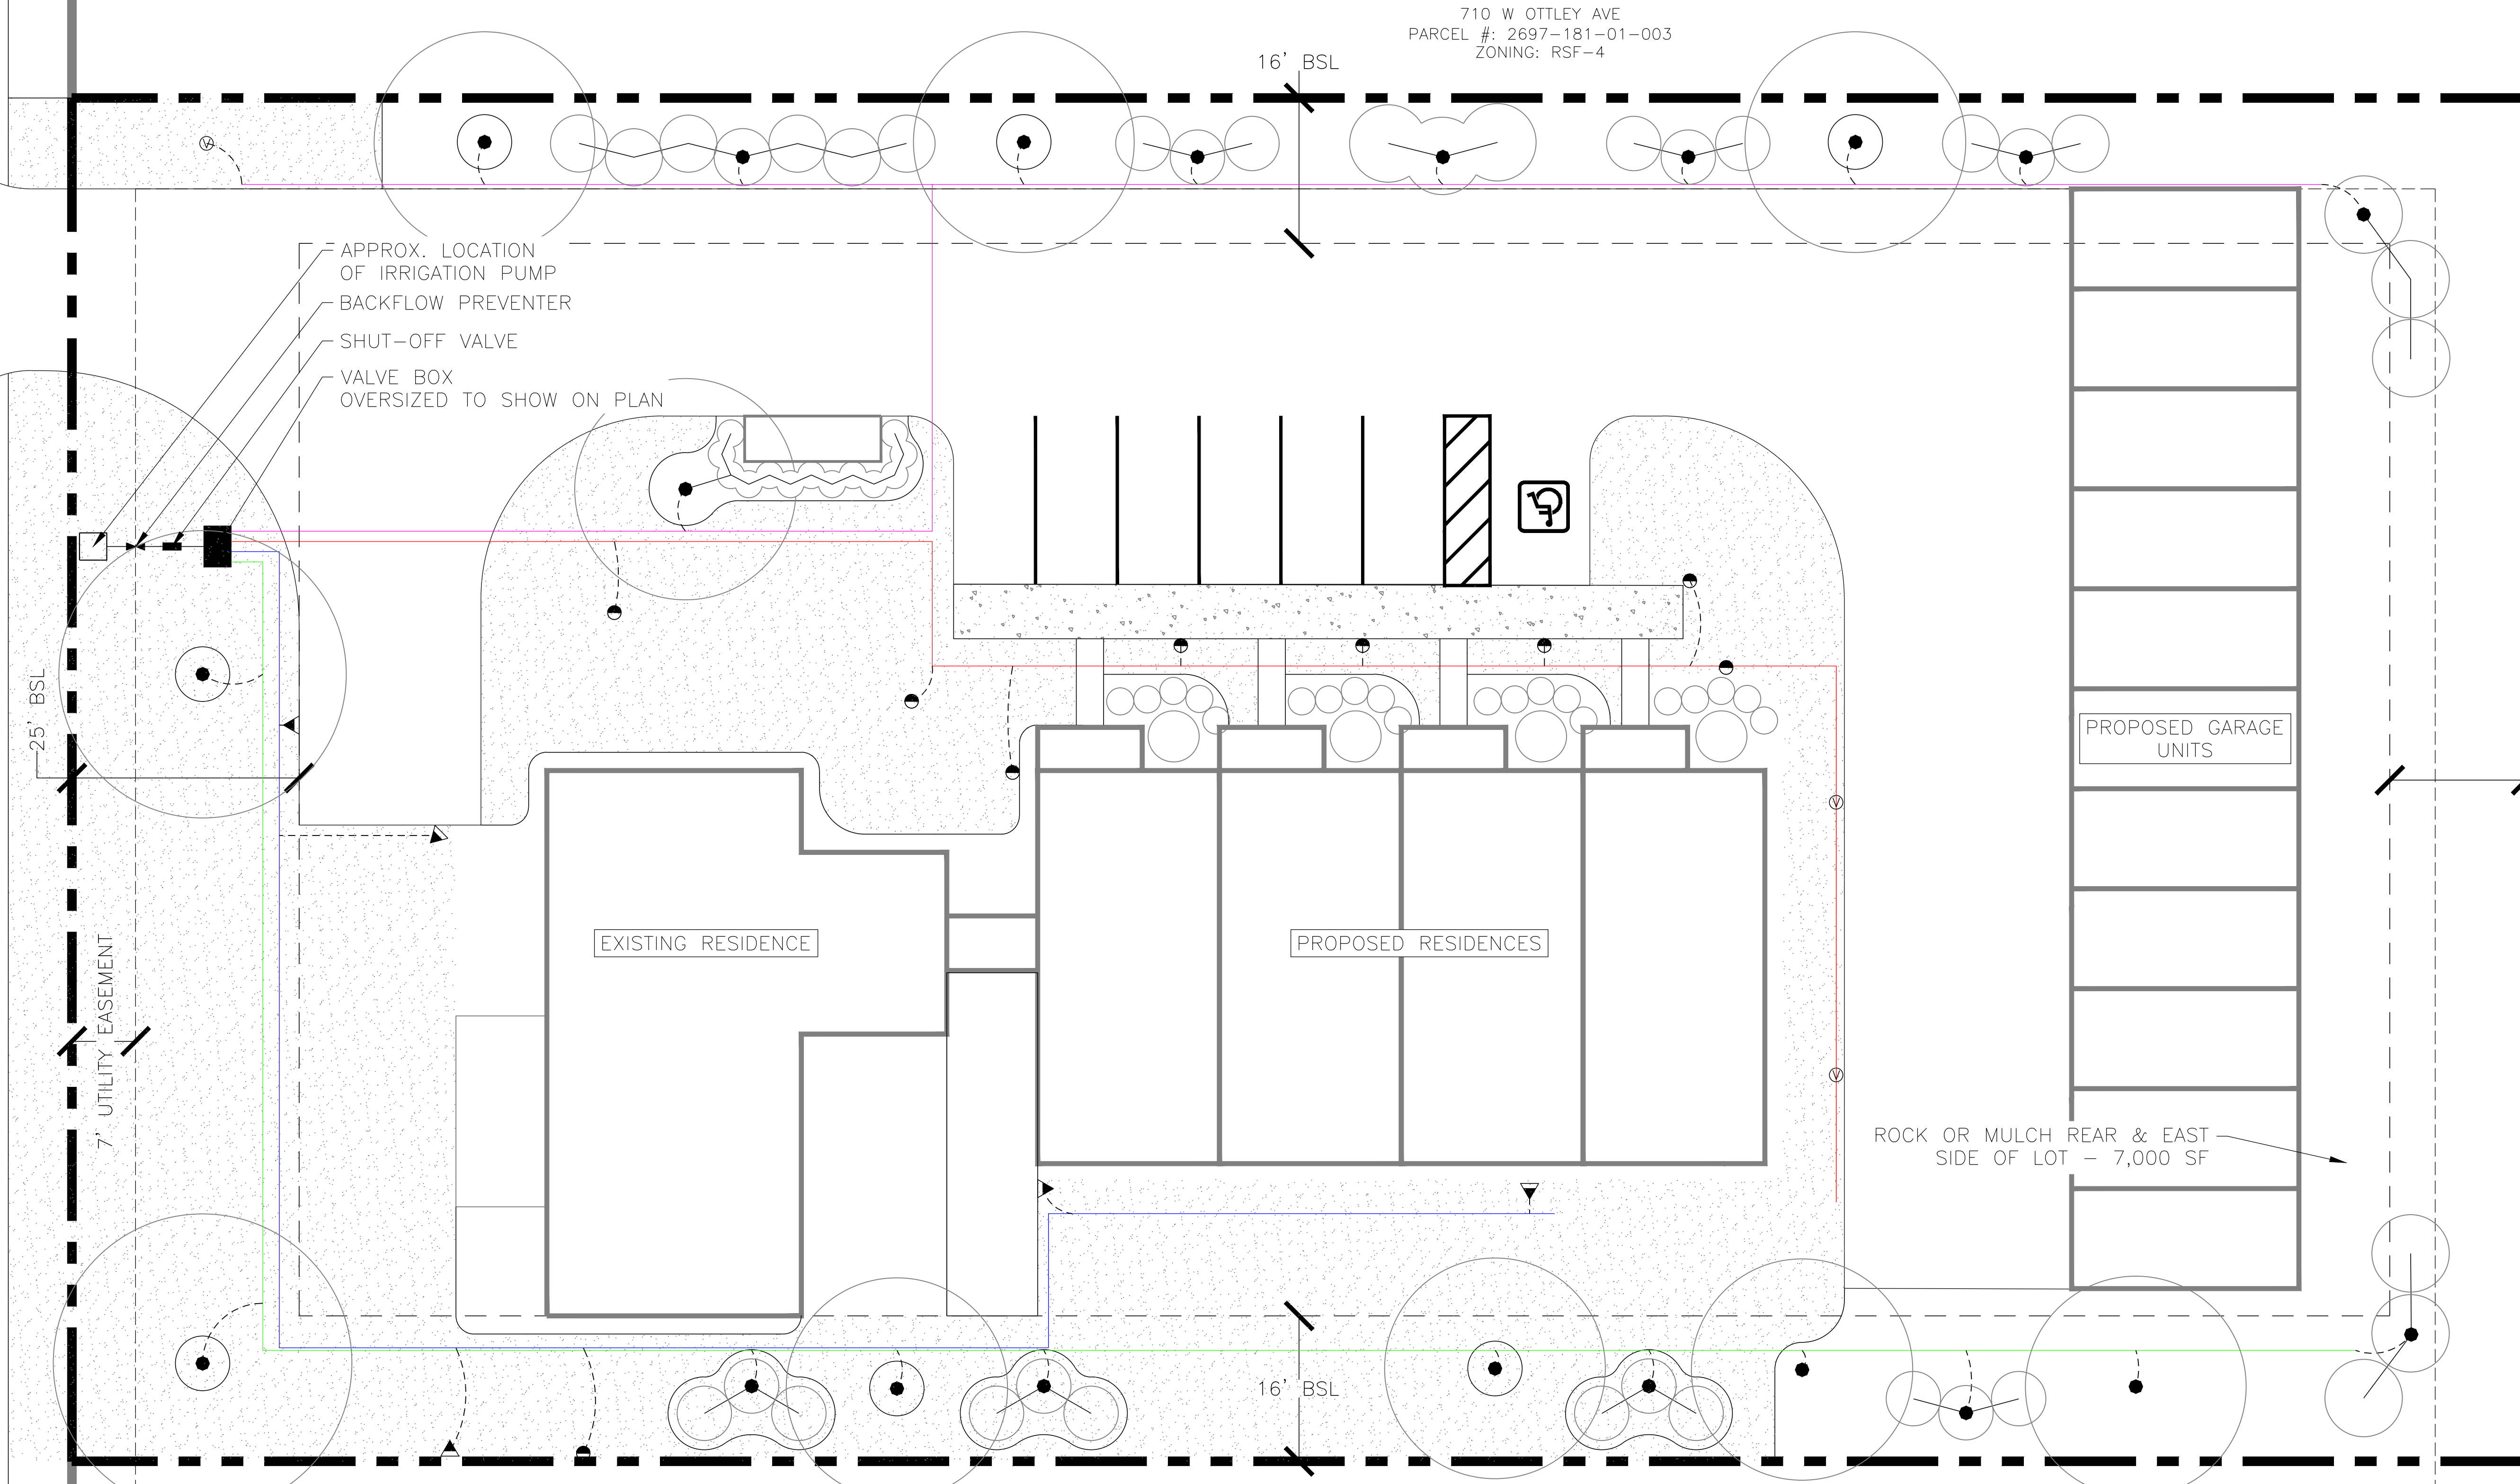 710 W OTTLEY AVE
PARCEL #: 2697-181-01-003
ZONING: RSF-4
16' BSL
APPROX. LOCATION
OF IRRIGATION PUMP
BACKFLOW PREVENTER
SHUT-OFF VALVE
VALVE BOX
OVERSIZED TO SHOW ON PLAN
25' BSL
PROPOSED GARAGE
UNITS
EXISTING RESIDENCE
PROPOSED RESIDENCES
7' UTILITY EASEMENT
ROCK OR MULCH REAR & EAST
SIDE OF LOT - 7,000 SF
16' BSL